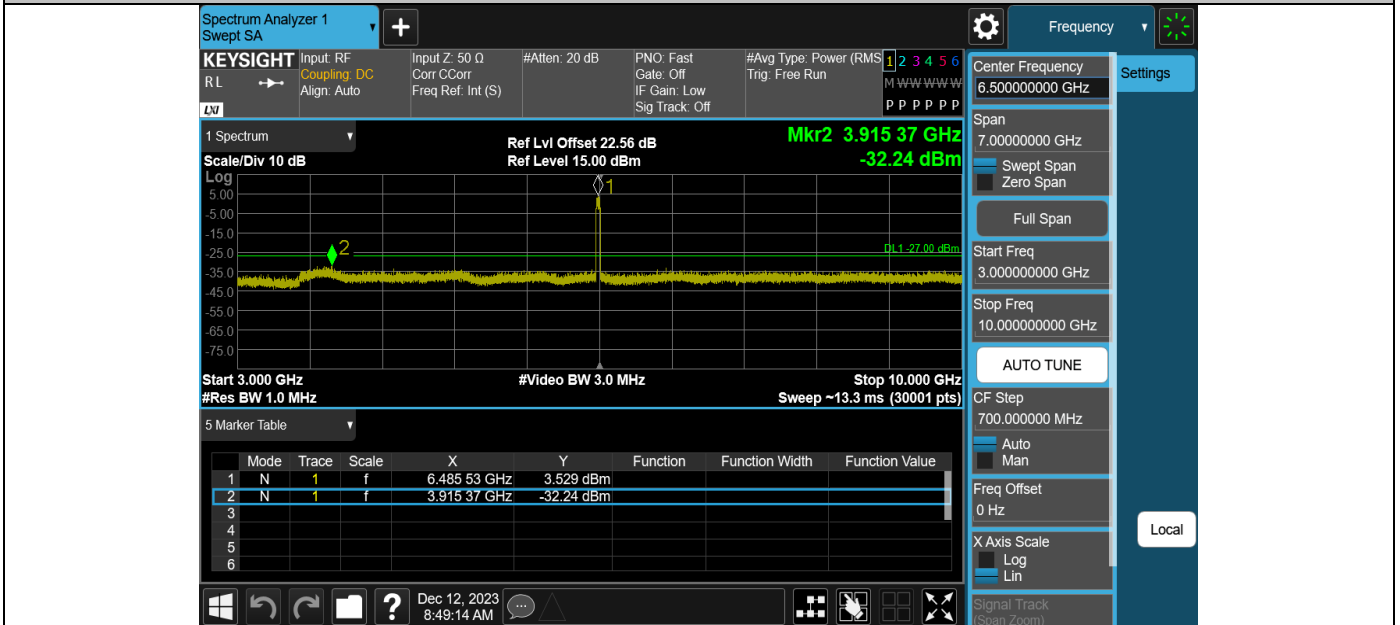 Spectrum Analyzer 1
Swept SA
+
Frequency
KEYSIGHT
RL
LXI
Input: RF
Coupling: DC
Align: Auto
Input Z: 50 Ω
Corr CCorr
Freq Ref: Int (S)
#Atten: 20 dB
PNO: Fast
Gate: Off
IF Gain: Low
Sig Track: Off
#Avg Type: Power (RMS
Trig: Free Run
1 2 3 4 5 6
M W W W W W
P P P P P P
1 Spectrum
Scale/Div 10 dB
Ref Lvl Offset 22.56 dB
Ref Level 15.00 dBm
Mkr2 3.915 37 GHz
-32.24 dBm
Log
5.00
-5.00
-15.0
-25.0
-35.0
-45.0
-55.0
-65.0
-75.0
1
2
DL1 -27.00 dBm
Start 3.000 GHz
#Video BW 3.0 MHz
Stop 10.000 GHz
#Res BW 1.0 MHz
Sweep ~13.3 ms (30001 pts)
5 Marker Table
Mode Trace Scale X Y Function Function Width Function Value
1 N 1 f 6.485 53 GHz 3.529 dBm
2 N 1 f 3.915 37 GHz -32.24 dBm
3
4
5
6
?
Dec 12, 2023
8:49:14 AM
Center Frequency
6.500000000 GHz
Span
7.00000000 GHz
Swept Span
Zero Span
Full Span
Start Freq
3.000000000 GHz
Stop Freq
10.000000000 GHz
AUTO TUNE
CF Step
700.000000 MHz
Auto
Man
Freq Offset
0 Hz
X Axis Scale
Log
Lin
Signal Track
(Span Zoom)
Settings
Local